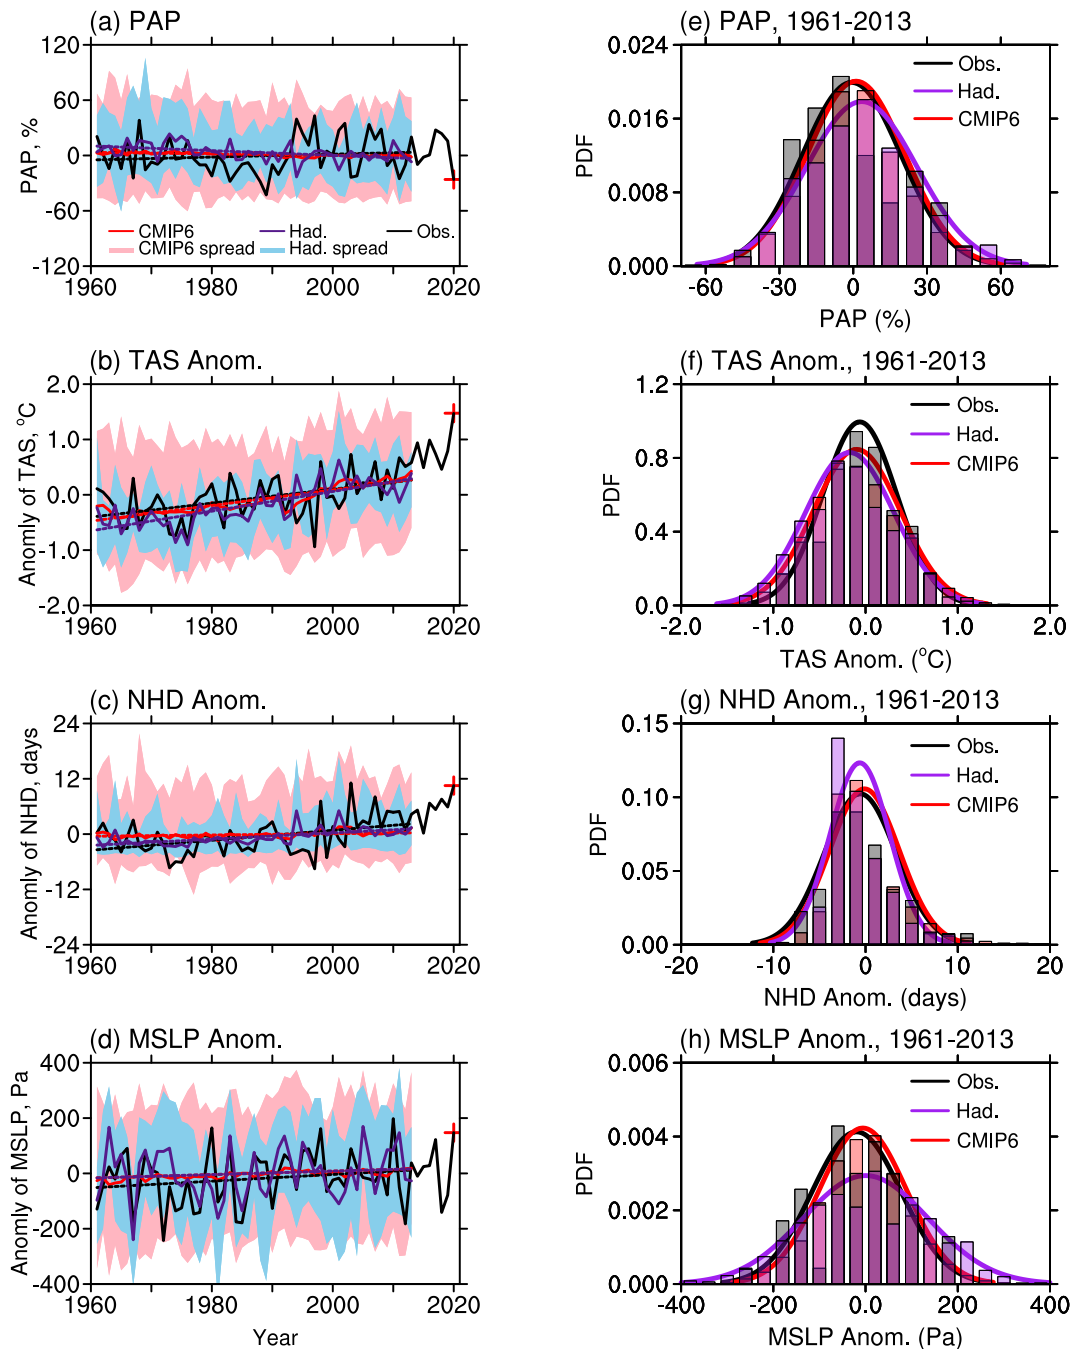 (a) PAP
120
60
0
-60
-120
PAP, %
CMIP6
Had.
Obs.
CMIP6 spread
Had. spread
1960
1980
2000
2020
(e) PAP, 1961-2013
0.024
0.016
0.008
0.000
PDF
Obs.
Had.
CMIP6
-60
-30
0
30
60
PAP (%)
(b) TAS Anom.
2.0
1.0
0.0
-1.0
-2.0
Anomly of TAS, °C
1960
1980
2000
2020
(f) TAS Anom., 1961-2013
1.2
0.8
0.4
0.0
PDF
Obs.
Had.
CMIP6
-2.0
-1.0
0.0
1.0
2.0
TAS Anom. (°C)
(c) NHD Anom.
24
12
0
-12
-24
Anomly of NHD, days
1960
1980
2000
2020
(g) NHD Anom., 1961-2013
0.15
0.10
0.05
0.00
PDF
Obs.
Had.
CMIP6
-20
-10
0
10
20
NHD Anom. (days)
(d) MSLP Anom.
400
200
0
-200
-400
Anomly of MSLP, Pa
1960
1980
2000
2020
Year
(h) MSLP Anom., 1961-2013
0.006
0.004
0.002
0.000
PDF
Obs.
Had.
CMIP6
-400
-200
0.0
200
400
MSLP Anom. (Pa)